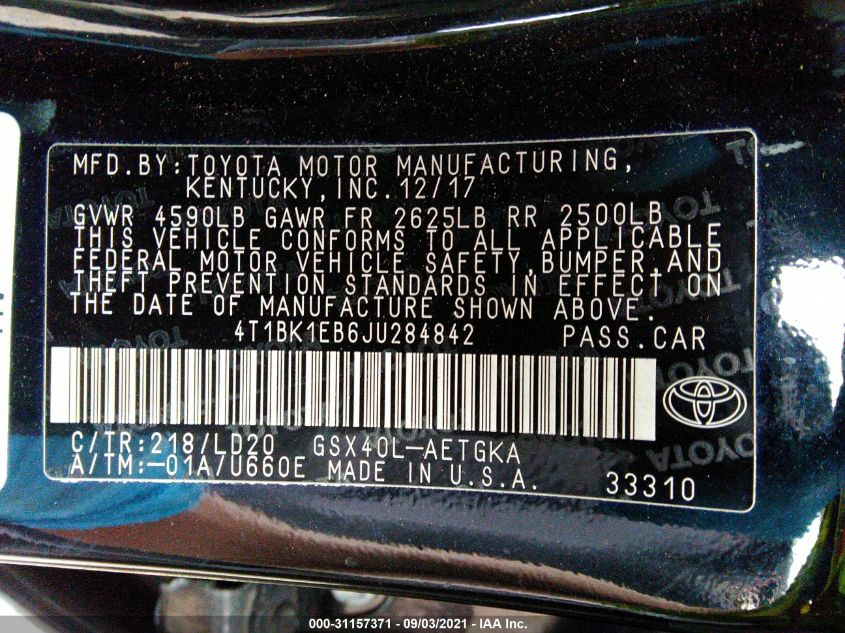 MFD.BY:TOYOTA MOTOR MANUFACTURING,
KENTUCKY,INC.12/17
GVWR 4590LB GAWR FR 2625LB RR 2500LB
THIS VEHICLE CONFORMS TO ALL APPLICABLE
FEDERAL MOTOR VEHICLE SAFETY,BUMPER,AND
THEFT PREVENTION STANDARDS IN EFFECT ON
THE DATE OF MANUFACTURE SHOWN ABOVE.
4T1BK1EB6JU284842 PASS.CAR
C/TR:218/LD20 GSX40L-AETGKA
A/TM:-01A/U660E MADE IN U.S.A. 33310
TOYOTA
000-31157371 - 09/03/2021 - IAA Inc.